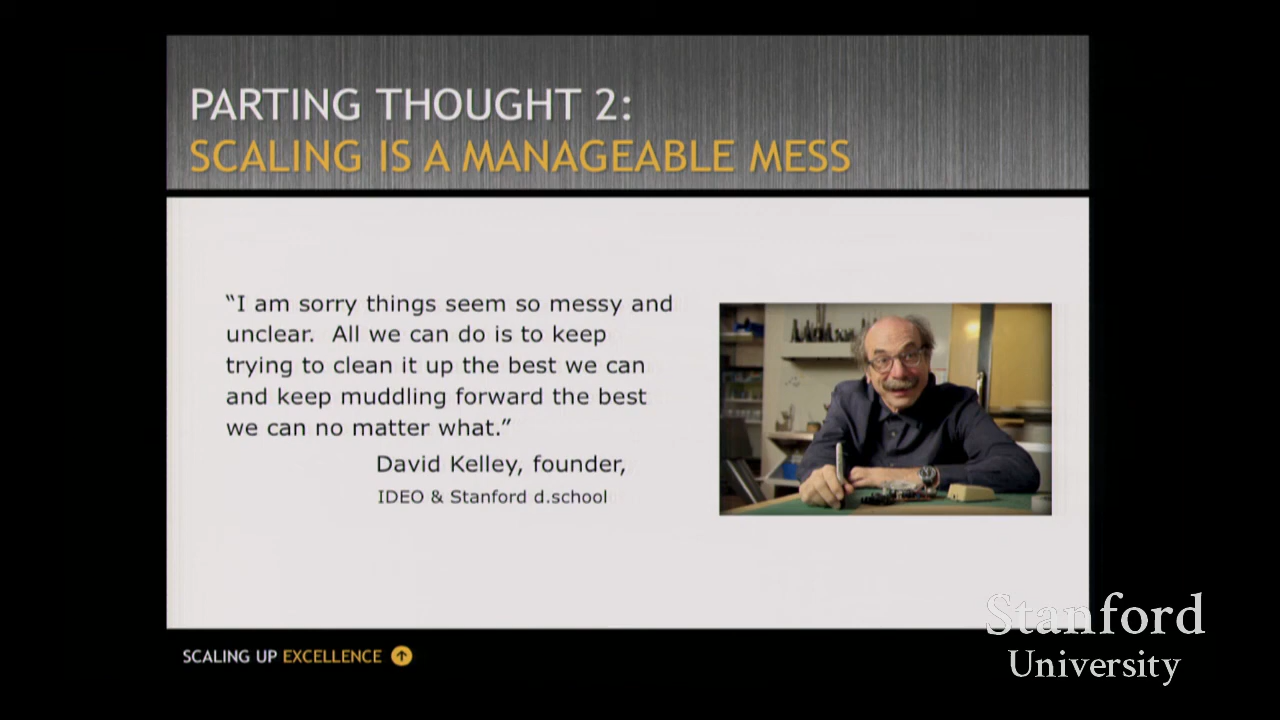 PARTING THOUGHT 2:
SCALING IS A MANAGEABLE MESS
“I am sorry things seem so messy and
unclear.  All we can do is to keep
trying to clean it up the best we can
and keep muddling forward the best
we can no matter what.”
David Kelley, founder,
IDEO & Stanford d.school
SCALING UP EXCELLENCE
Stanford
University